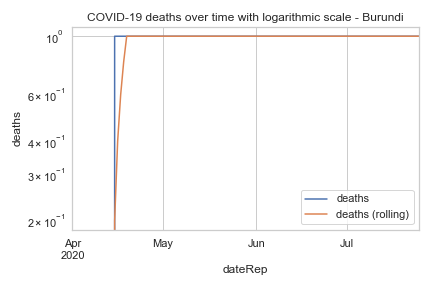 COVID-19 deaths over time with logarithmic scale - Burundi
10⁰
6 × 10⁻¹
4 × 10⁻¹
3 × 10⁻¹
2 × 10⁻¹
deaths
deaths
deaths (rolling)
Apr
2020
May
Jun
Jul
dateRep